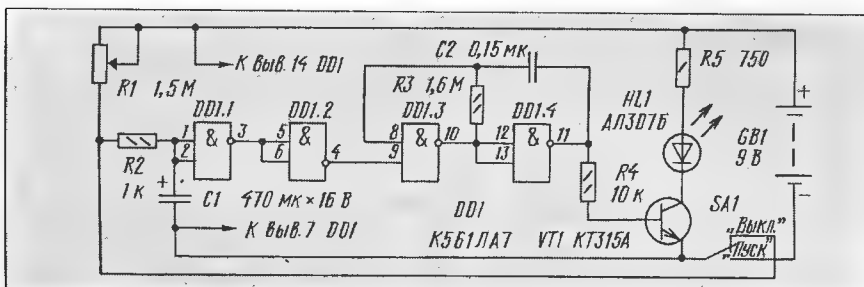 C2 0,15 мк
R5 750
К выв. 14 DD1
R1 1,5 М
R3 1,6М
DD1.1
DD1.2
DD1.3
DD1.4
HL1
АЛ307Б
+
GB1
9 В
−
1
2
&
3
5
6
&
4
8
9
&
10
12
13
&
11
R2
1 к
+
C1
470 мк × 16 В
R4
10 к
SA1
К выв. 7 DD1
DD1
К561ЛА7
VT1 КТ315А
„Выкл."
„Пуск"